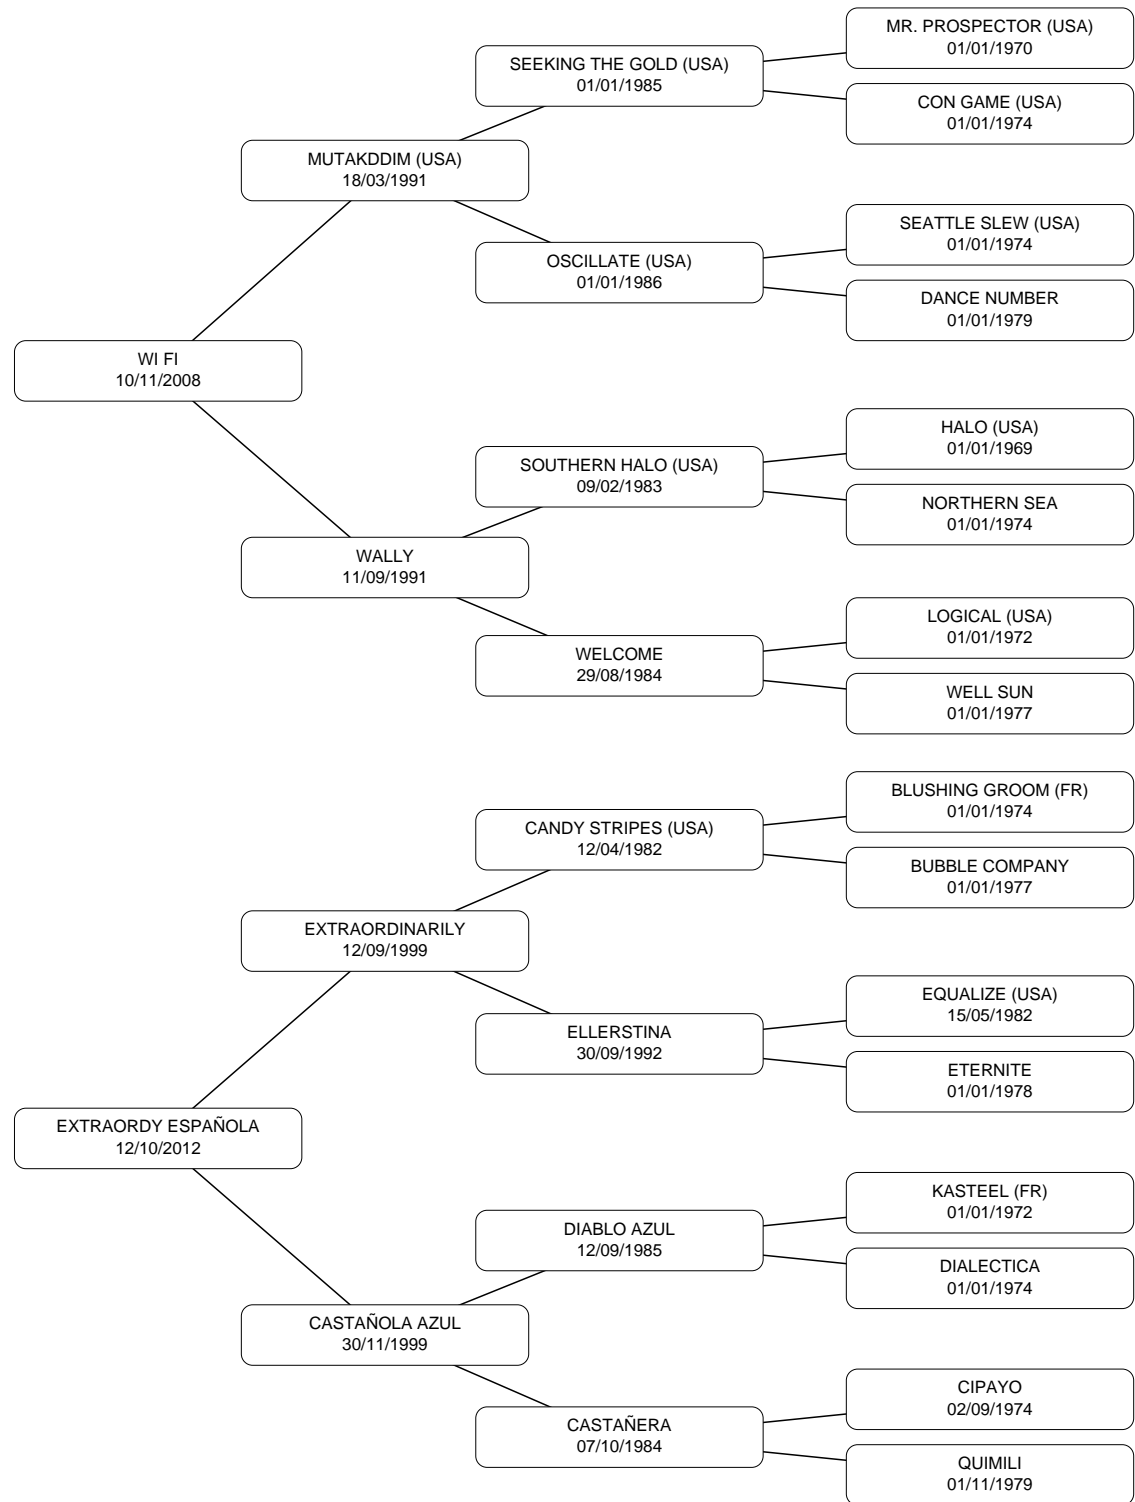 MR. PROSPECTOR (USA)
01/01/1970
SEEKING THE GOLD (USA)
01/01/1985
CON GAME (USA)
01/01/1974
MUTAKDDIM (USA)
18/03/1991
SEATTLE SLEW (USA)
01/01/1974
OSCILLATE (USA)
01/01/1986
DANCE NUMBER
01/01/1979
WI FI
10/11/2008
HALO (USA)
01/01/1969
SOUTHERN HALO (USA)
09/02/1983
NORTHERN SEA
01/01/1974
WALLY
11/09/1991
LOGICAL (USA)
01/01/1972
WELCOME
29/08/1984
WELL SUN
01/01/1977
BLUSHING GROOM (FR)
01/01/1974
CANDY STRIPES (USA)
12/04/1982
BUBBLE COMPANY
01/01/1977
EXTRAORDINARILY
12/09/1999
EQUALIZE (USA)
15/05/1982
ELLERSTINA
30/09/1992
ETERNITE
01/01/1978
EXTRAORDY ESPAÑOLA
12/10/2012
KASTEEL (FR)
01/01/1972
DIABLO AZUL
12/09/1985
DIALECTICA
01/01/1974
CASTAÑOLA AZUL
30/11/1999
CIPAYO
02/09/1974
CASTAÑERA
07/10/1984
QUIMILI
01/11/1979